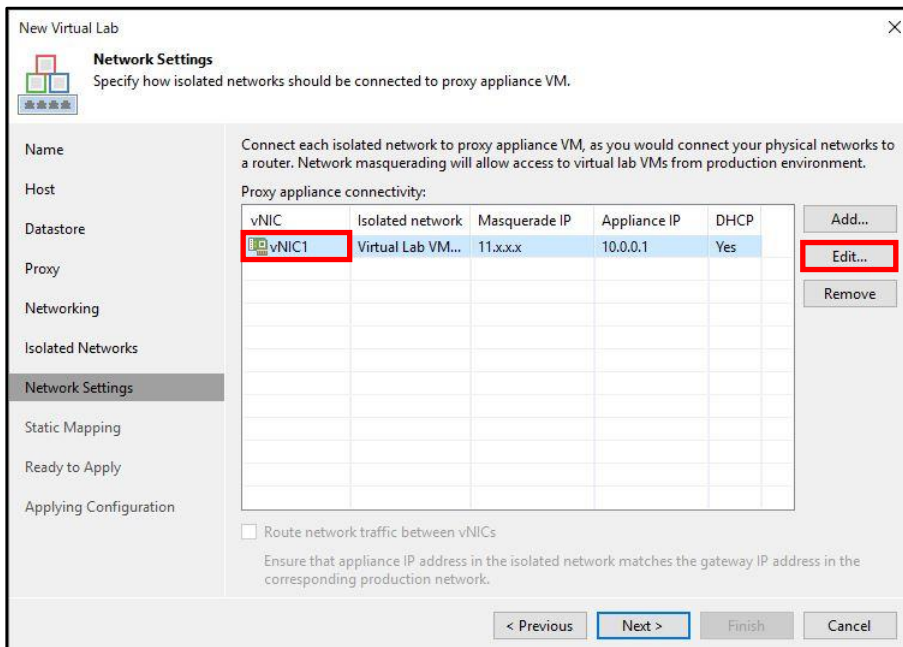 New Virtual Lab
Network Settings
Specify how isolated networks should be connected to proxy appliance VM.
Name
Host
Datastore
Proxy
Networking
Isolated Networks
Network Settings
Static Mapping
Ready to Apply
Applying Configuration
Connect each isolated network to proxy appliance VM, as you would connect your physical networks to
a router. Network masquerading will allow access to virtual lab VMs from production environment.
Proxy appliance connectivity:
vNIC Isolated network Masquerade IP Appliance IP DHCP
vNIC1 Virtual Lab VM... 11.x.x.x 10.0.0.1 Yes
Add...
Edit...
Remove
Route network traffic between vNICs
Ensure that appliance IP address in the isolated network matches the gateway IP address in the
corresponding production network.
< Previous Next > Finish Cancel